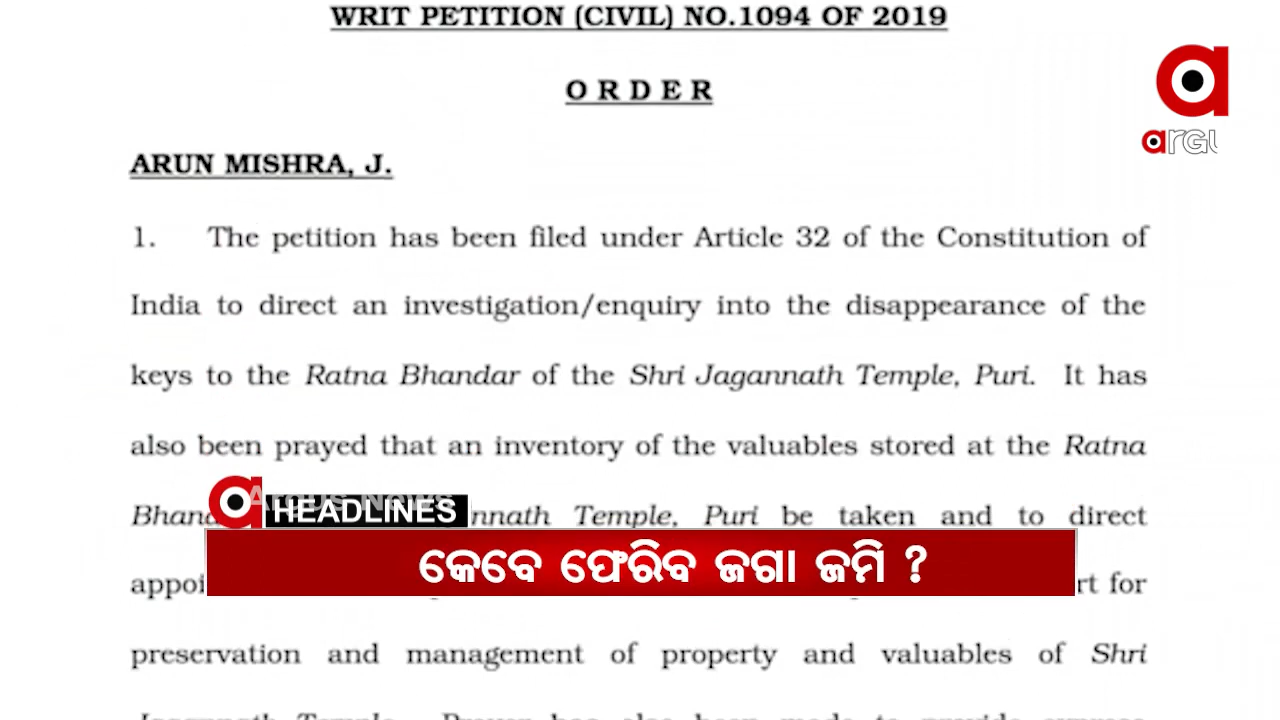 WRIT PETITION (CIVIL) NO.1094 OF 2019
O R D E R
ARUN MISHRA, J.
1. The petition has been filed under Article 32 of the Constitution of
India to direct an investigation/enquiry into the disappearance of the
keys to the Ratna Bhandar of the Shri Jagannath Temple, Puri. It has
also been prayed that an inventory of the valuables stored at the Ratna
Temple, Puri be taken and to direct
Argus News
HEADLINES
କେବେ ଫେରିବ ଜଗା ଜମି ?
for
preservation and management of property and valuables of Shri